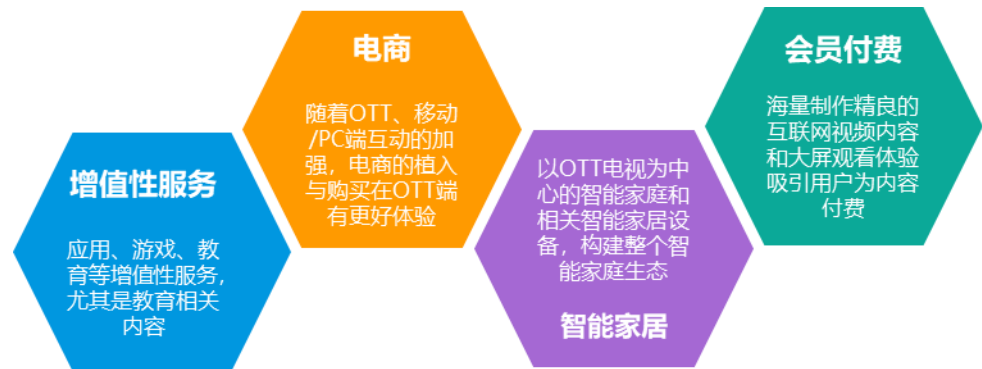 增值性服务
应用、游戏、教
育等增值性服务，
尤其是教育相关
内容
电商
随着OTT、移动
/PC端互动的加
强，电商的植入
与购买在OTT端
有更好体验
以OTT电视为中
心的智能家庭和
相关智能家居设
备，构建整个智
能家庭生态
智能家居
会员付费
海量制作精良的
互联网视频内容
和大屏观看体验
吸引用户为内容
付费